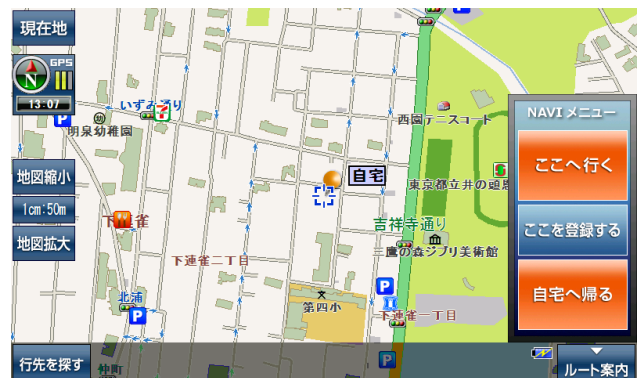 現在地
GPS
N
13:07
いずみ通り
明泉幼稚園
西園テニスコート
NAVI メニュー
ここへ行く
自宅
東京都立井の頭恩
地図縮小
1cm:50m
地図拡大
吉祥寺通り
ここを登録する
三鷹の森ジブリ美術館
下連雀二丁目
自宅へ帰る
北浦
第四小
下連雀一丁目
行先を探す
仲町
ルート案内